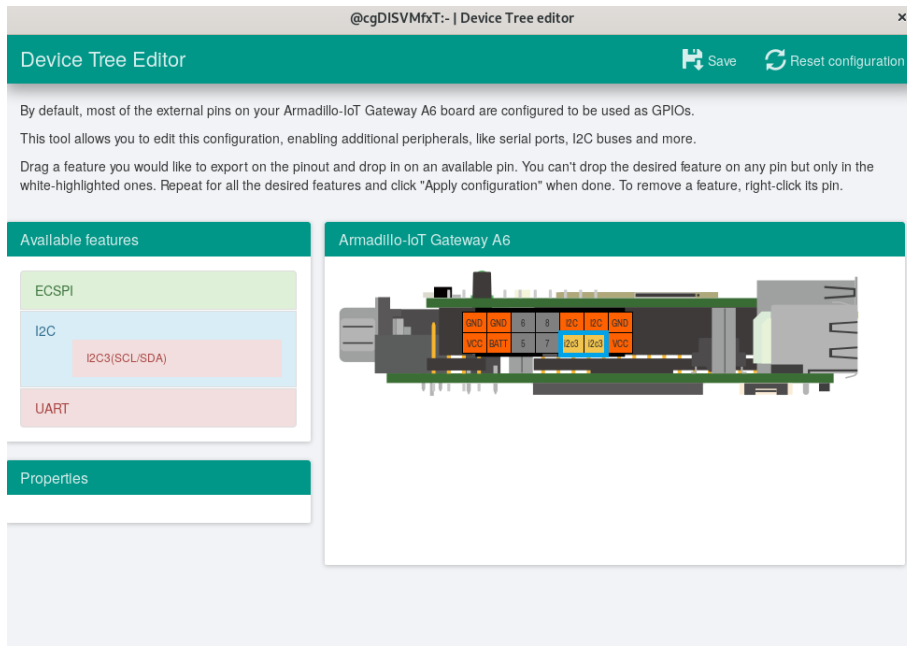 @cgDISVMfxT:- | Device Tree editor
×
Device Tree Editor
Save
Reset configuration
By default, most of the external pins on your Armadillo-IoT Gateway A6 board are configured to be used as GPIOs.
This tool allows you to edit this configuration, enabling additional peripherals, like serial ports, I2C buses and more.
Drag a feature you would like to export on the pinout and drop in on an available pin. You can't drop the desired feature on any pin but only in the
white-highlighted ones. Repeat for all the desired features and click "Apply configuration" when done. To remove a feature, right-click its pin.
Available features
ECSPI
I2C
I2C3(SCL/SDA)
UART
Properties
Armadillo-IoT Gateway A6
GND GND 6 8 I2C I2C GND
VCC BATT 5 7 i2c3 i2c3 VCC